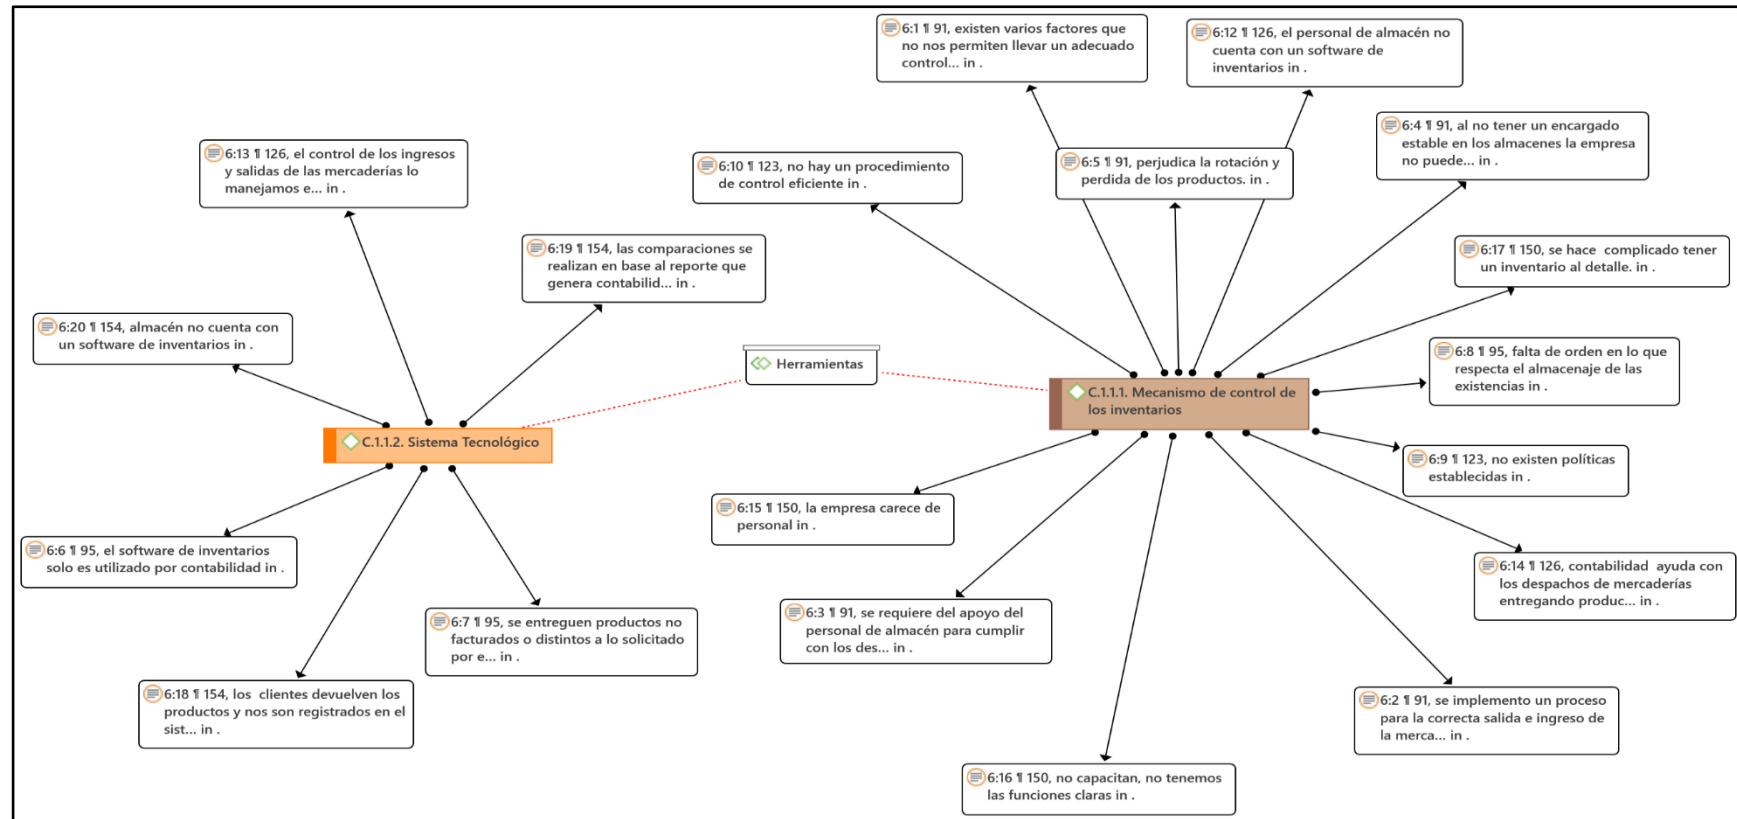 6:1 ¶ 91, existen varios factores que
no nos permiten llevar un adecuado
control... in .
6:12 ¶ 126, el personal de almacén no
cuenta con un software de
inventarios in .
6:4 ¶ 91, al no tener un encargado
estable en los almacenes la empresa
no puede... in .
6:13 ¶ 126, el control de los ingresos
y salidas de las mercaderías lo
manejamos e... in .
6:10 ¶ 123, no hay un procedimiento
de control eficiente in .
6:5 ¶ 91, perjudica la rotación y
perdida de los productos. in .
6:19 ¶ 154, las comparaciones se
realizan en base al reporte que
genera contabilid... in .
6:17 ¶ 150, se hace  complicado tener
un inventario al detalle. in .
6:20 ¶ 154, almacén no cuenta con
un software de inventarios in .
Herramientas
6:8 ¶ 95, falta de orden en lo que
respecta el almacenaje de las
existencias in .
C.1.1.1. Mecanismo de control de
los inventarios
C.1.1.2. Sistema Tecnológico
6:9 ¶ 123, no existen políticas
establecidas in .
6:15 ¶ 150, la empresa carece de
personal in .
6:6 ¶ 95, el software de inventarios
solo es utilizado por contabilidad in .
6:14 ¶ 126, contabilidad  ayuda con
los despachos de mercaderías
entregando produc... in .
6:7 ¶ 95, se entreguen productos no
facturados o distintos a lo solicitado
por e... in .
6:3 ¶ 91, se requiere del apoyo del
personal de almacén para cumplir
con los des... in .
6:18 ¶ 154, los  clientes devuelven los
productos y nos son registrados en el
sist... in .
6:2 ¶ 91, se implemento un proceso
para la correcta salida e ingreso de
la merca... in .
6:16 ¶ 150, no capacitan, no tenemos
las funciones claras in .